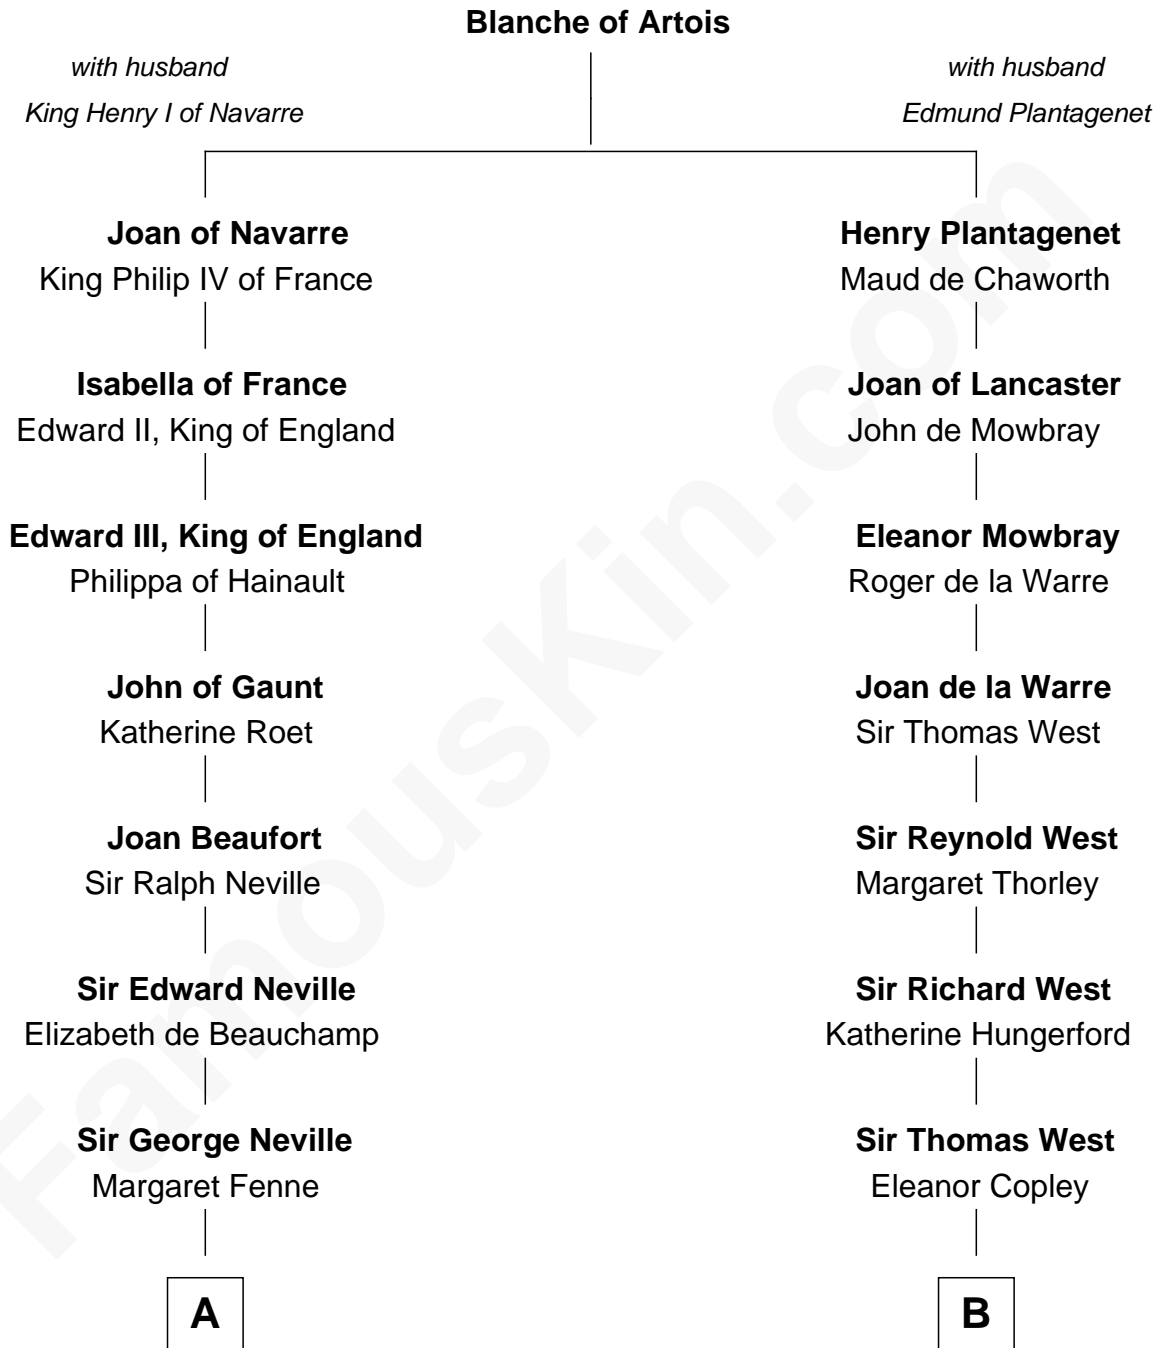 Blanche of Artois
with husband
King Henry I of Navarre
with husband
Edmund Plantagenet
Joan of Navarre
King Philip IV of France
Henry Plantagenet
Maud de Chaworth
Isabella of France
Edward II, King of England
Joan of Lancaster
John de Mowbray
Edward III, King of England
Philippa of Hainault
Eleanor Mowbray
Roger de la Warre
John of Gaunt
Katherine Roet
Joan de la Warre
Sir Thomas West
Joan Beaufort
Sir Ralph Neville
Sir Reynold West
Margaret Thorley
Sir Edward Neville
Elizabeth de Beauchamp
Sir Richard West
Katherine Hungerford
Sir George Neville
Margaret Fenne
Sir Thomas West
Eleanor Copley
A
B
FamousKin.com